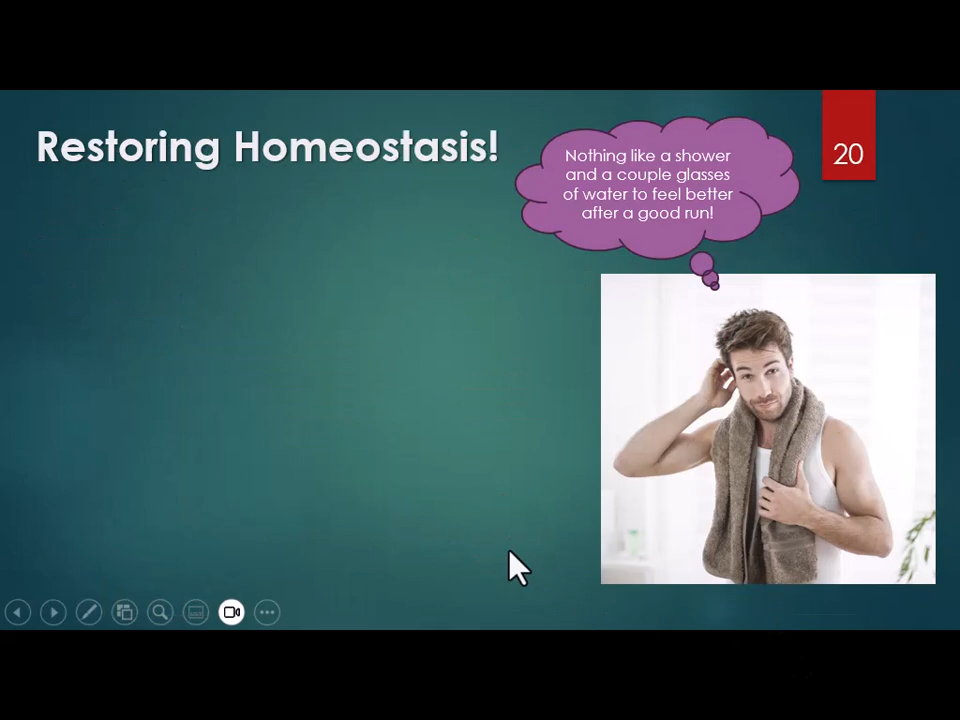 Restoring Homeostasis!
Nothing like a shower
and a couple glasses
of water to feel better
after a good run!
20